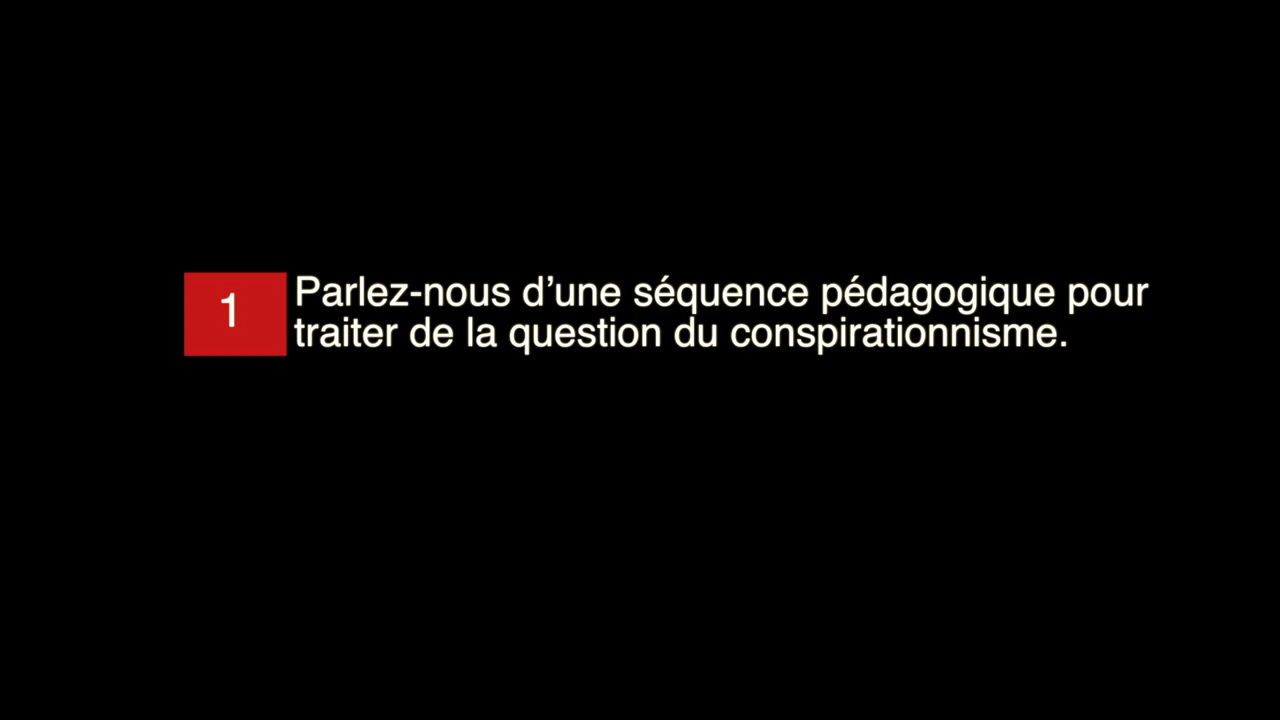 1
Parlez-nous d’une séquence pédagogique pour
traiter de la question du conspirationnisme.